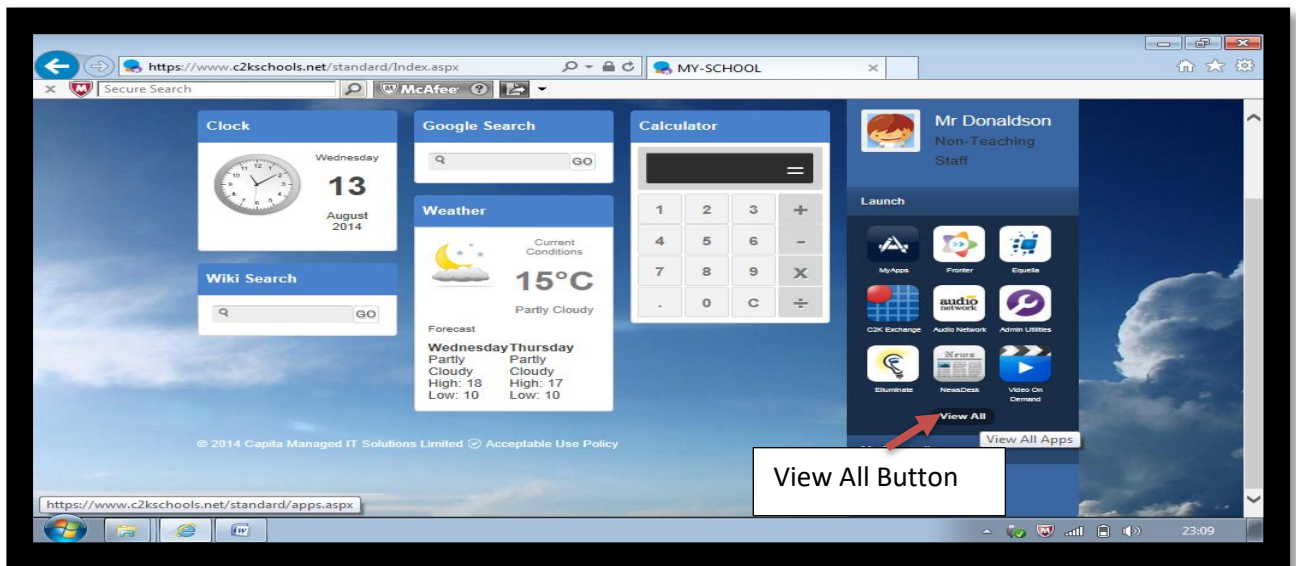 https://www.c2kschools.net/standard/Index.aspx
MY-SCHOOL
Secure Search
McAfee
Clock
Wednesday
13
August
2014
Wiki Search
GO
Google Search
GO
Weather
Current
Conditions
15°C
Partly Cloudy
Forecast
Wednesday Thursday
Partly Partly
Cloudy Cloudy
High: 18 High: 17
Low: 10 Low: 10
Calculator
=
1 2 3 +
4 5 6 -
7 8 9 X
. 0 C ÷
Mr Donaldson
Non-Teaching
Staff
Launch
MyApps Fronter Equella
audio
network
C2K Exchange Audio Network Admin Utilities
News
Elluminate NewsDesk Video On
Demand
View All
View All Apps
View All Button
© 2014 Capita Managed IT Solutions Limited Acceptable Use Policy
https://www.c2kschools.net/standard/apps.aspx
23:09